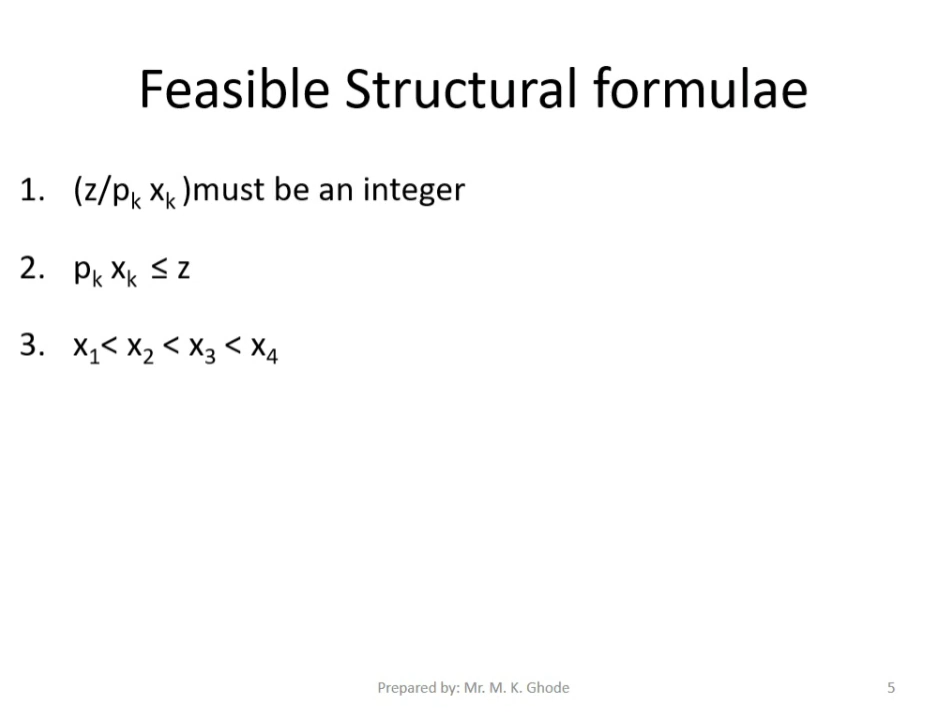 Feasible Structural formulae
1. (z/pₖ xₖ )must be an integer
2. pₖ xₖ ≤ z
3. x₁< x₂ < x₃ < x₄
Prepared by: Mr. M. K. Ghode
5